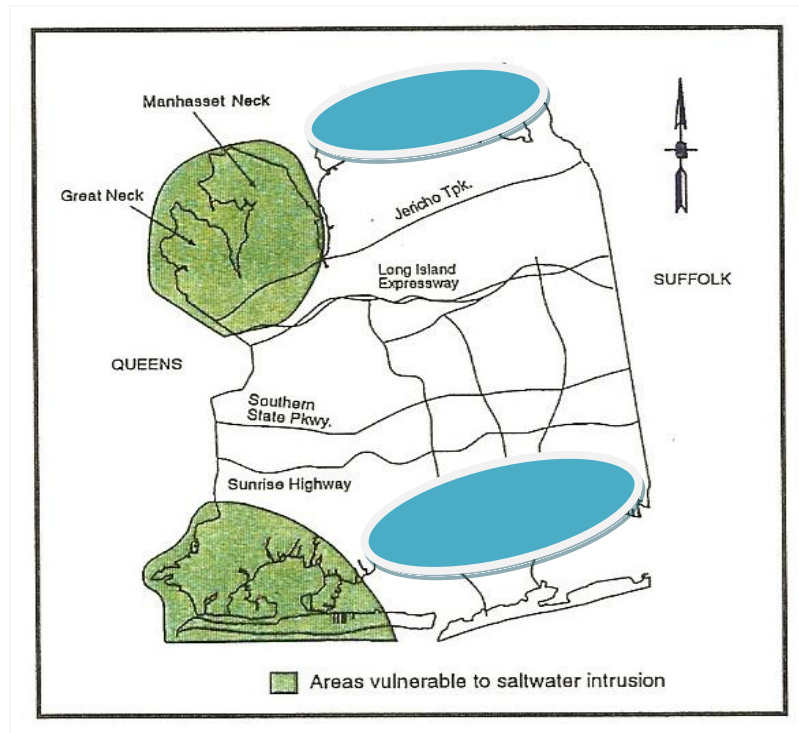 Manhasset Neck
Great Neck
Jericho Tpk.
Long Island
Expressway
SUFFOLK
QUEENS
Southern
State Pkwy.
Sunrise Highway
Areas vulnerable to saltwater intrusion